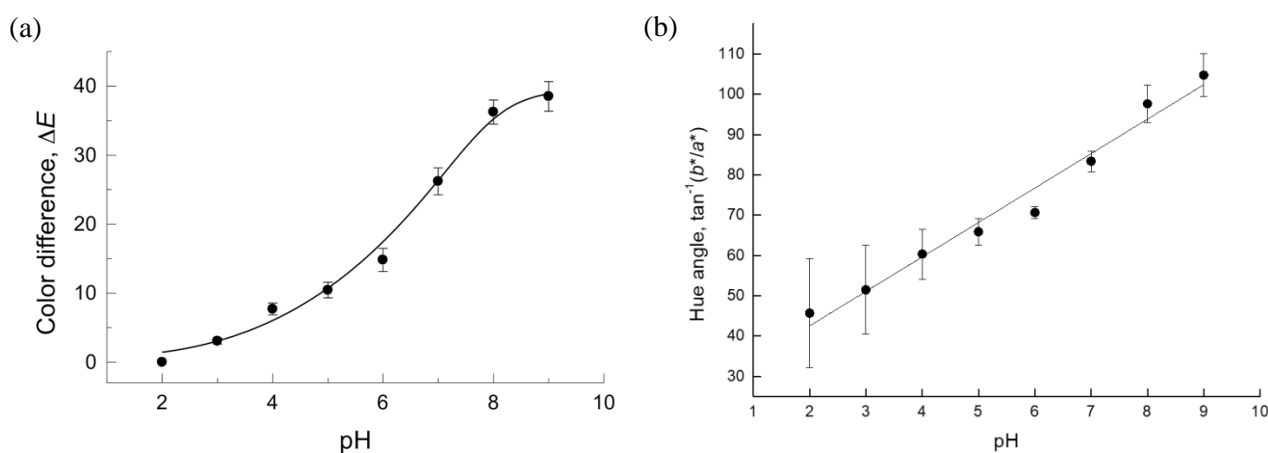 (a)
Color difference, ΔE
40
30
20
10
0
2 4 6 8 10
pH
(b)
Hue angle, tan⁻¹(b*/a*)
110
100
90
80
70
60
50
40
30
1 2 3 4 5 6 7 8 9 10
pH